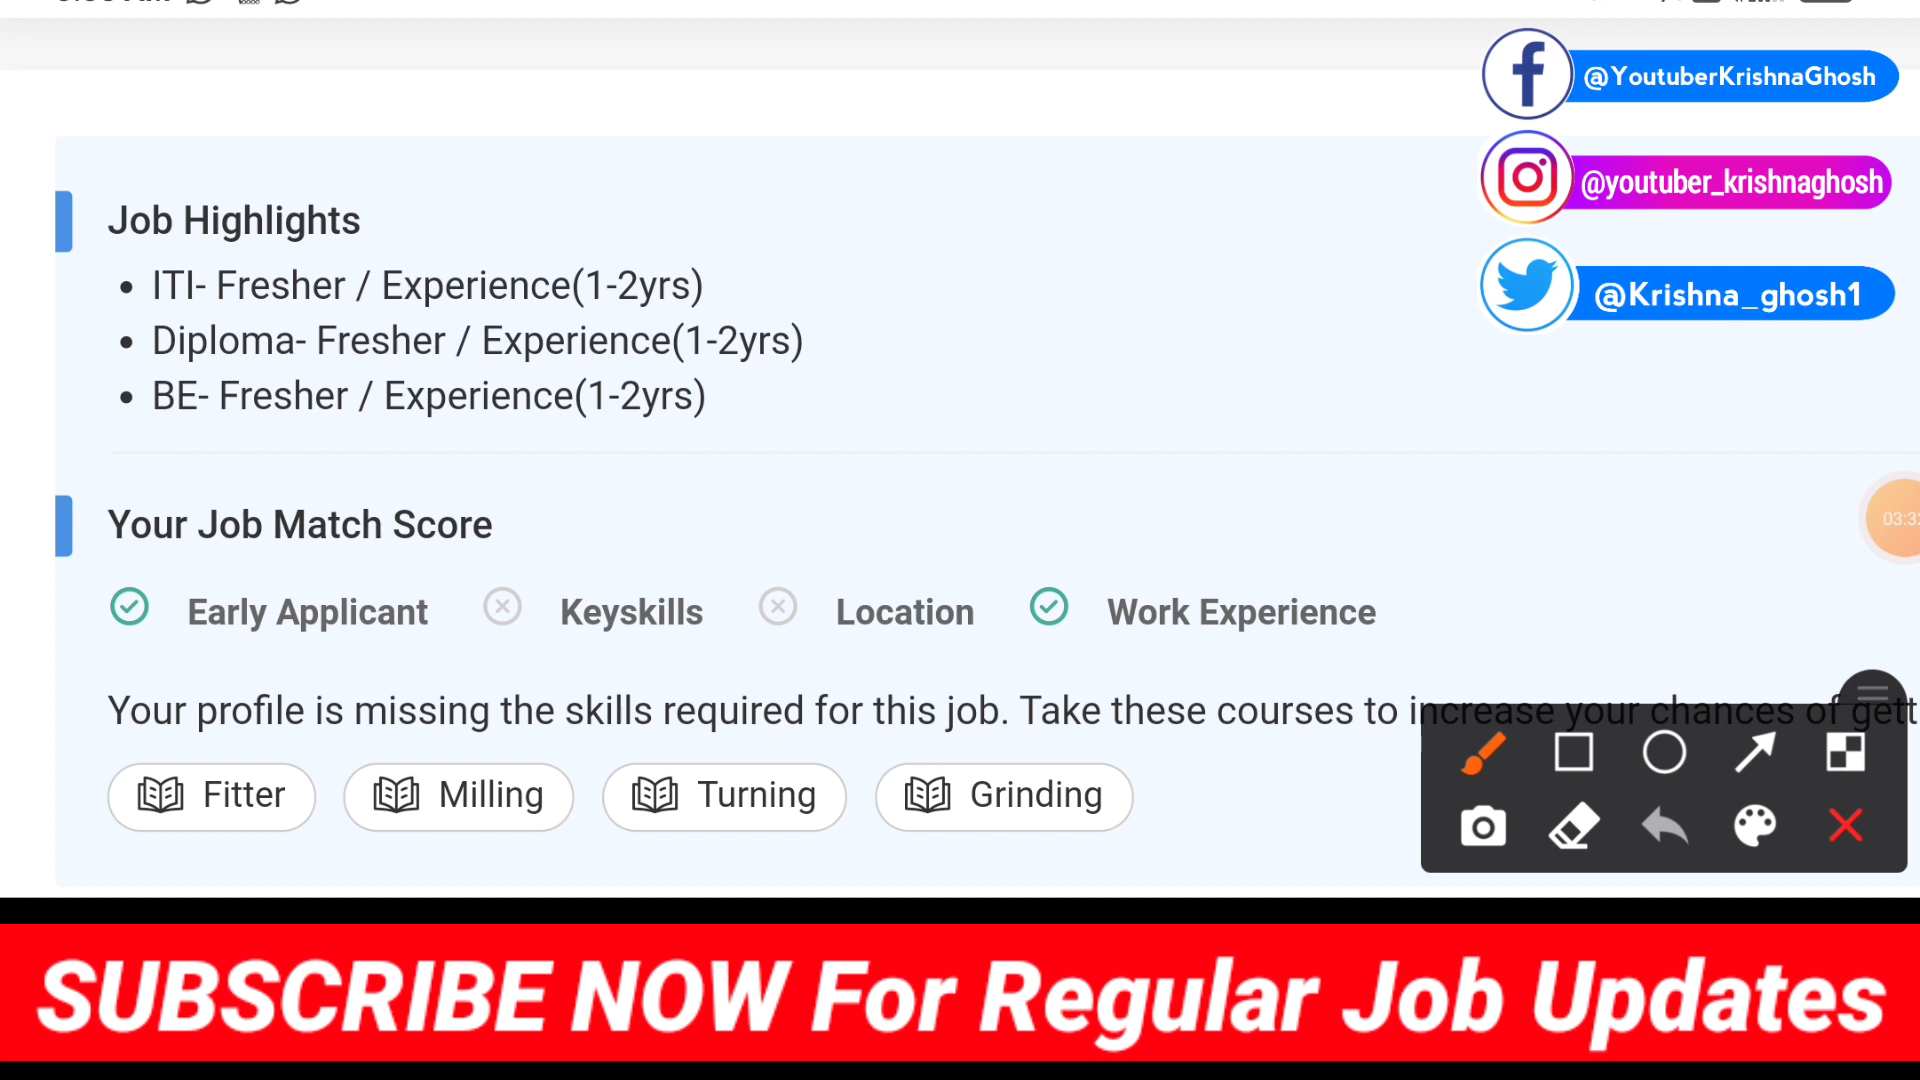 @YoutuberKrishnaGhosh
@youtuber_krishnaghosh
@Krishna_ghosh1
Job Highlights
ITI- Fresher / Experience(1-2yrs)
Diploma- Fresher / Experience(1-2yrs)
BE- Fresher / Experience(1-2yrs)
Your Job Match Score
Early Applicant Keyskills Location Work Experience
Your profile is missing the skills required for this job. Take these courses to increase your chances of gett
Fitter Milling Turning Grinding
SUBSCRIBE NOW For Regular Job Updates